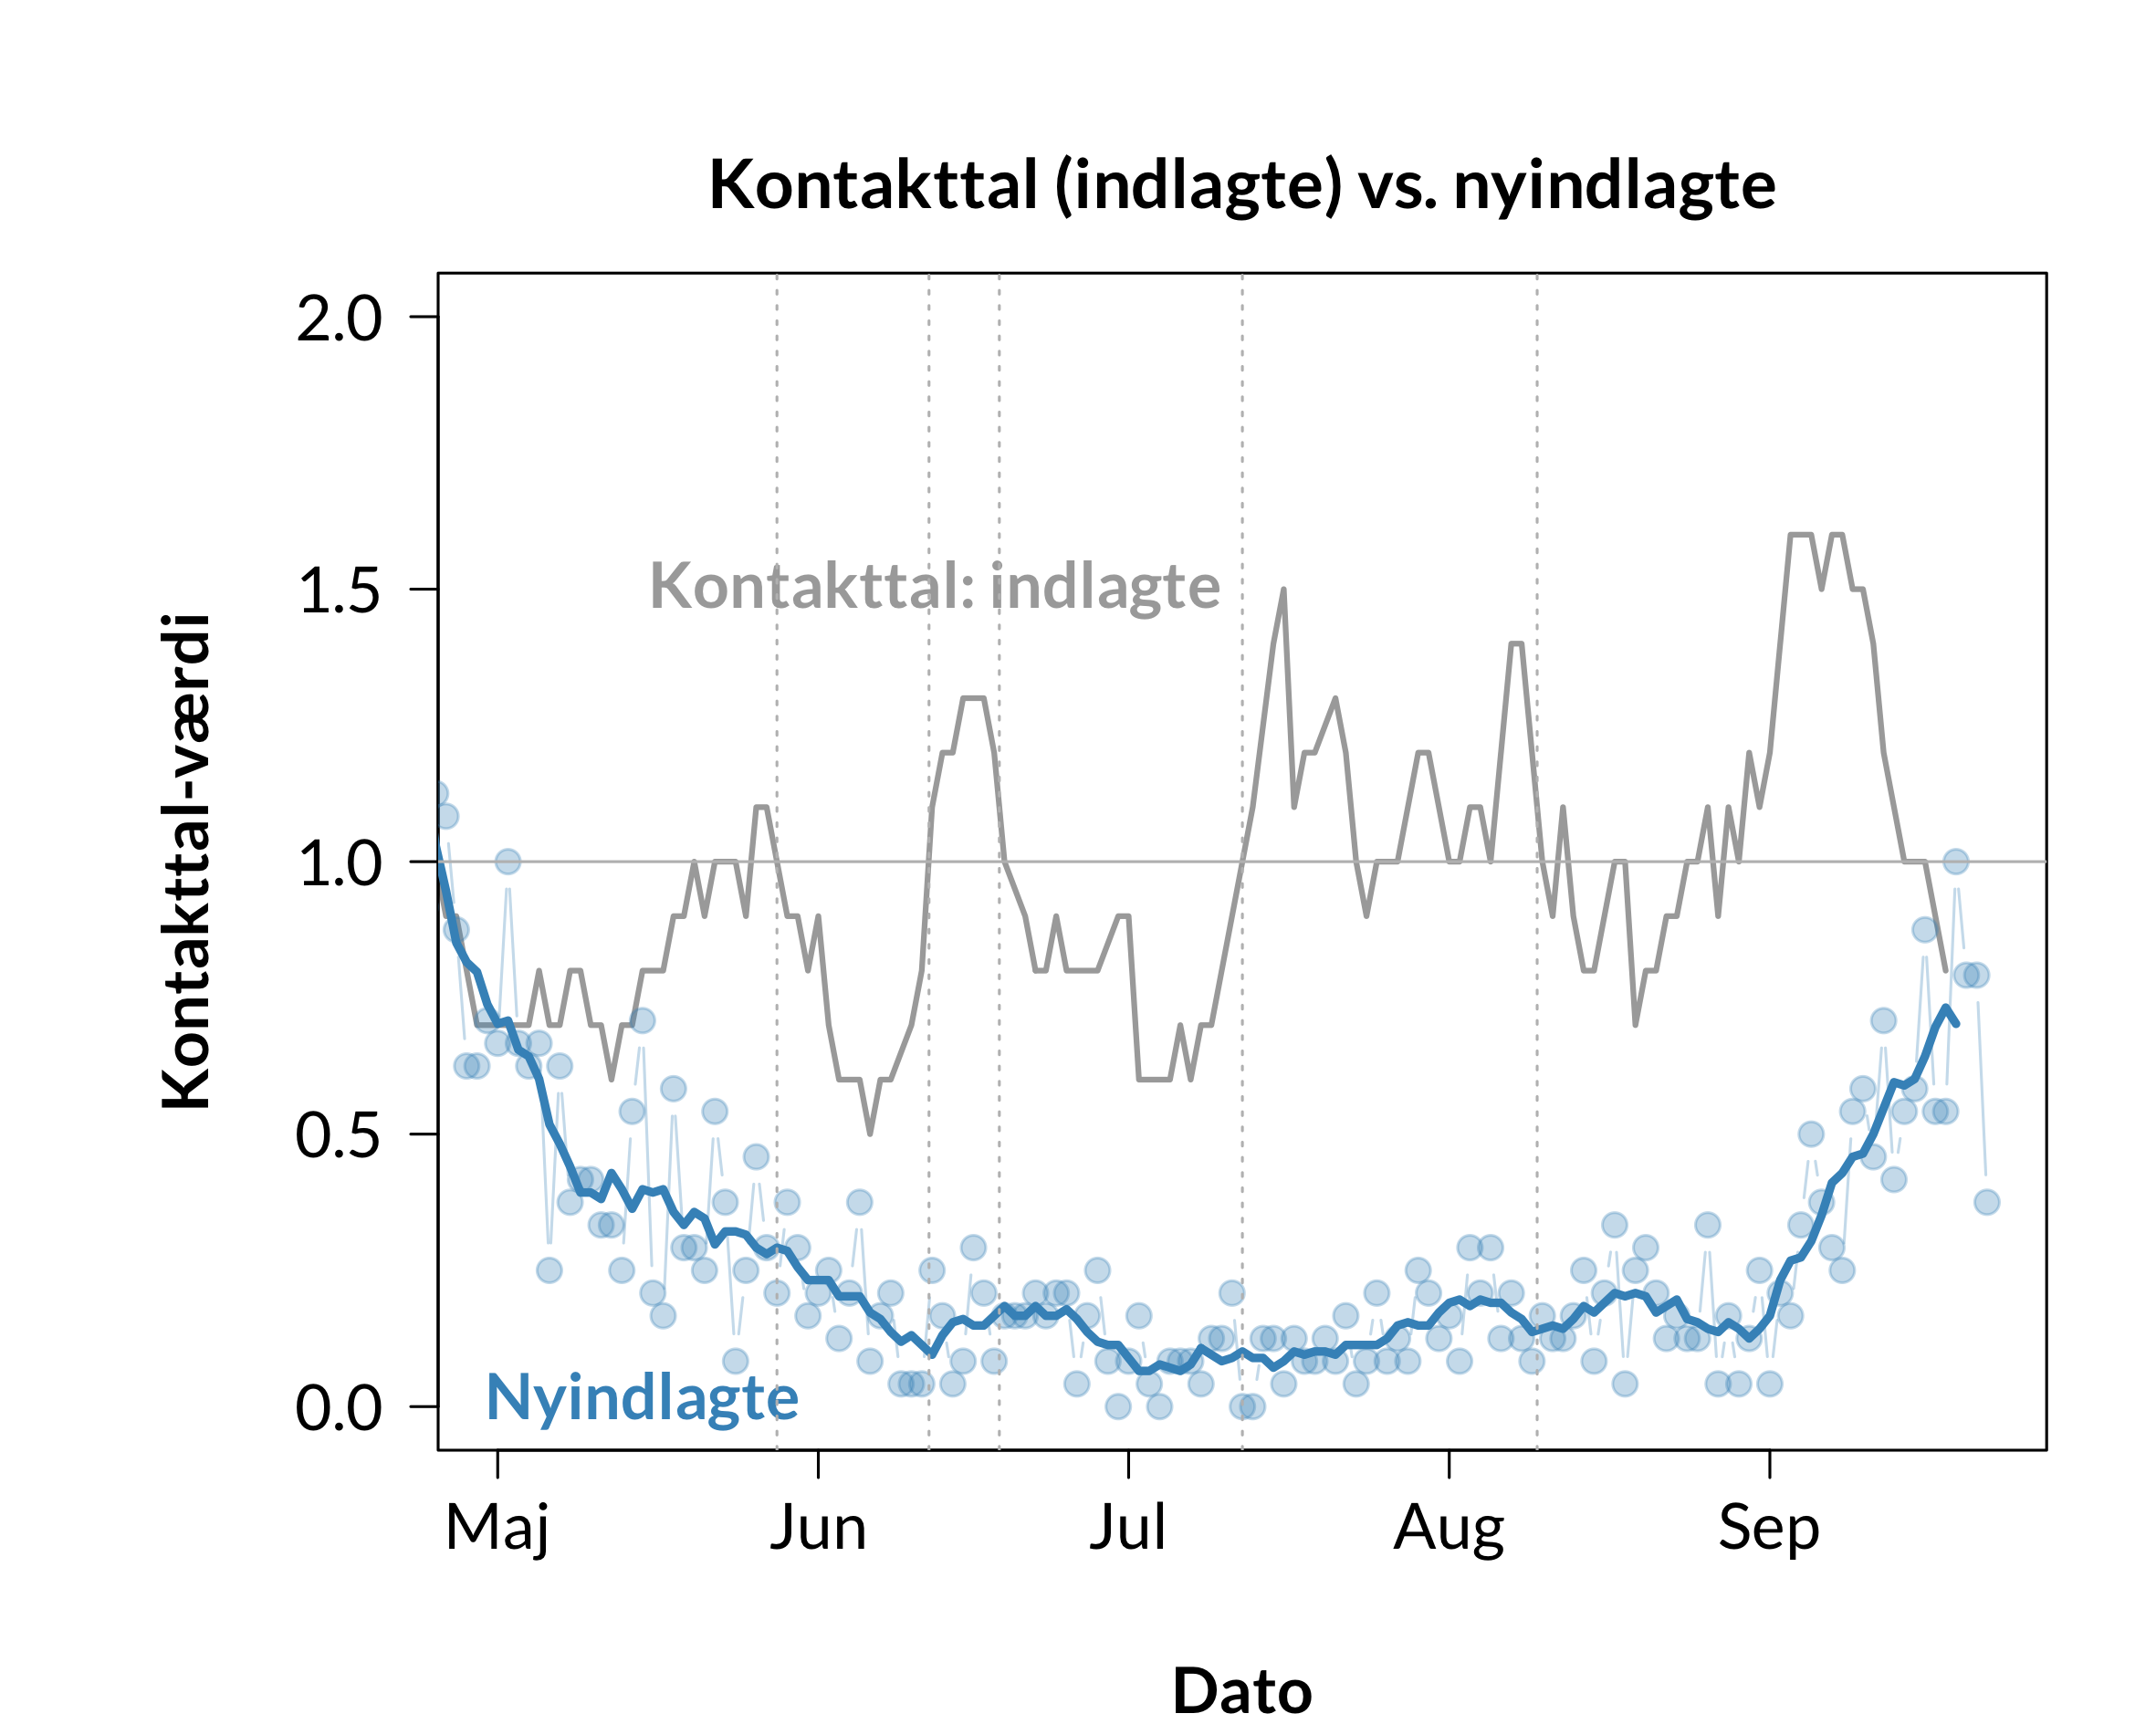 Kontakttal (indlagte) vs. nyindlagte
Kontakttal-værdi
2.0
1.5
1.0
0.5
0.0
Kontakttal: indlagte
Nyindlagte
Maj Jun Jul Aug Sep
Dato